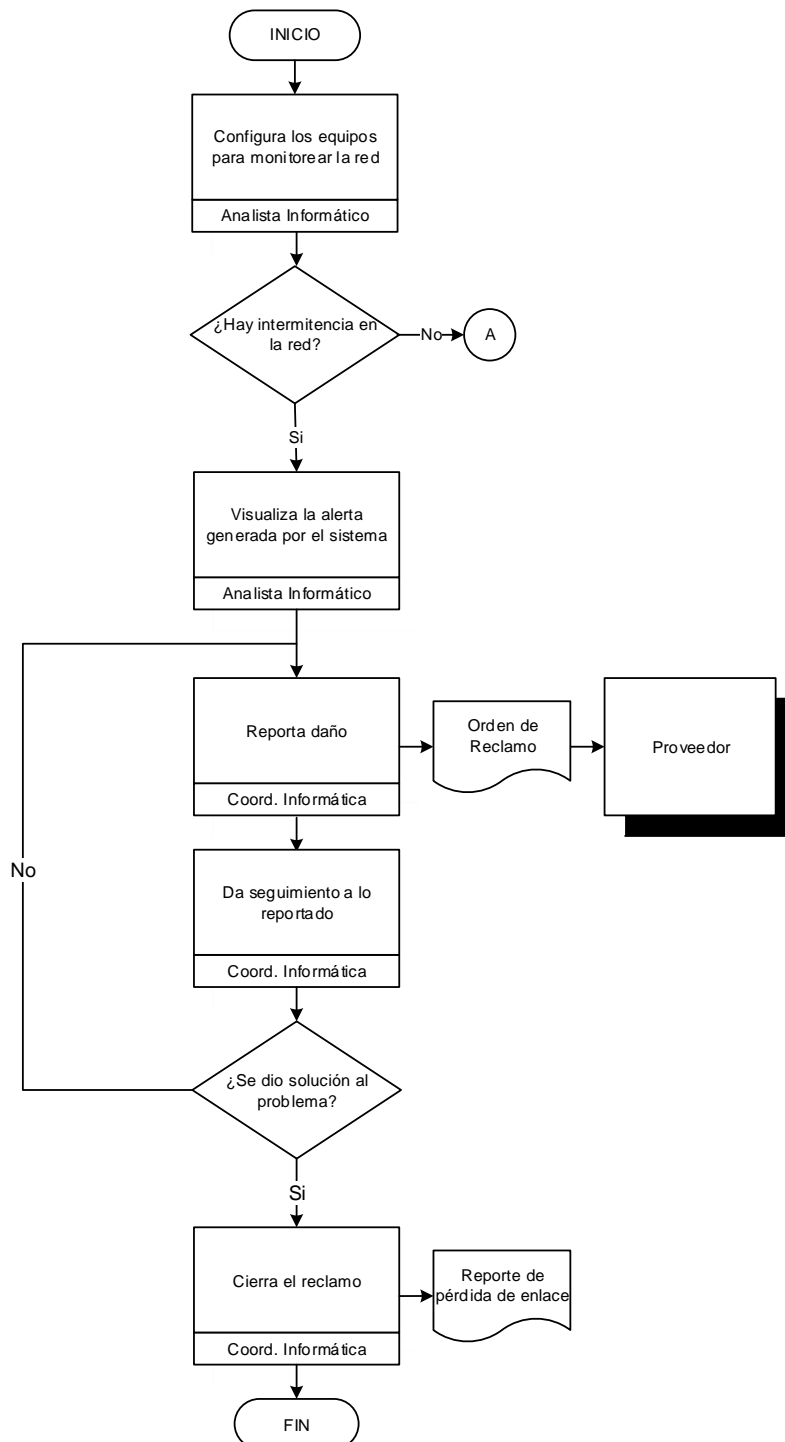 INICIO
Configura los equipos
para monitorear la red
Analista Informático
¿Hay intermitencia en
la red?
No
A
Si
Visualiza la alerta
generada por el sistema
Analista Informático
Reporta daño
Coord. Informática
Orden de
Reclamo
Proveedor
No
Da seguimiento a lo
reportado
Coord. Informática
¿Se dio solución al
problema?
Si
Cierra el reclamo
Coord. Informática
Reporte de
pérdida de enlace
FIN